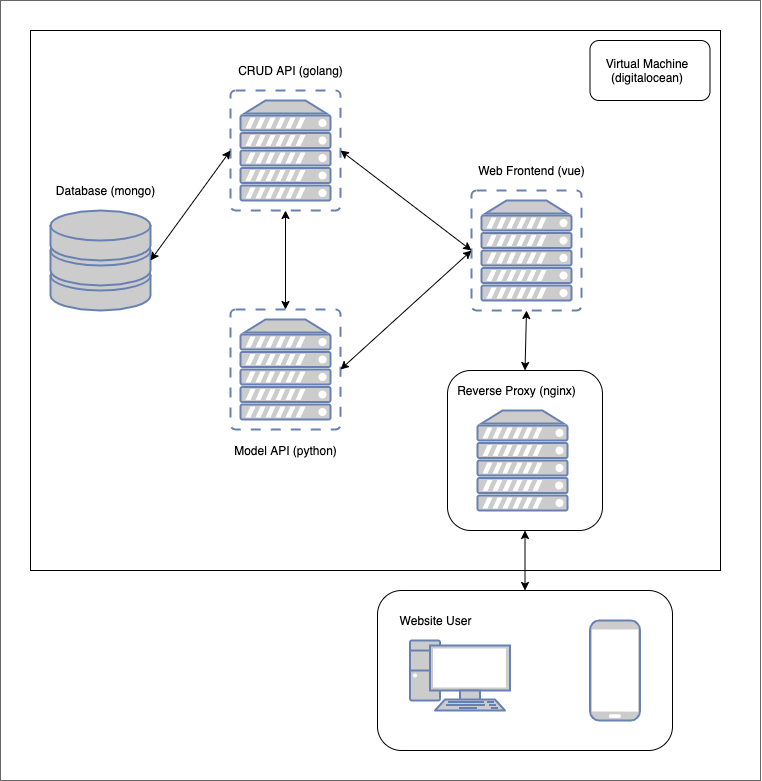 Virtual Machine
(digitalocean)
CRUD API (golang)
Web Frontend (vue)
Database (mongo)
Reverse Proxy (nginx)
Model API (python)
Website User